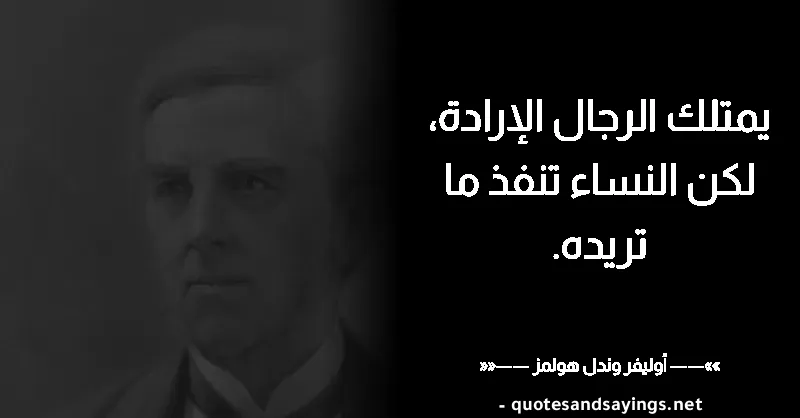 يمتلك الرجال الإرادة،
لكن النساء تنفذ ما
تريده.
»»—— أوليفر وندل هولمز ——««
- quotesandsayings.net